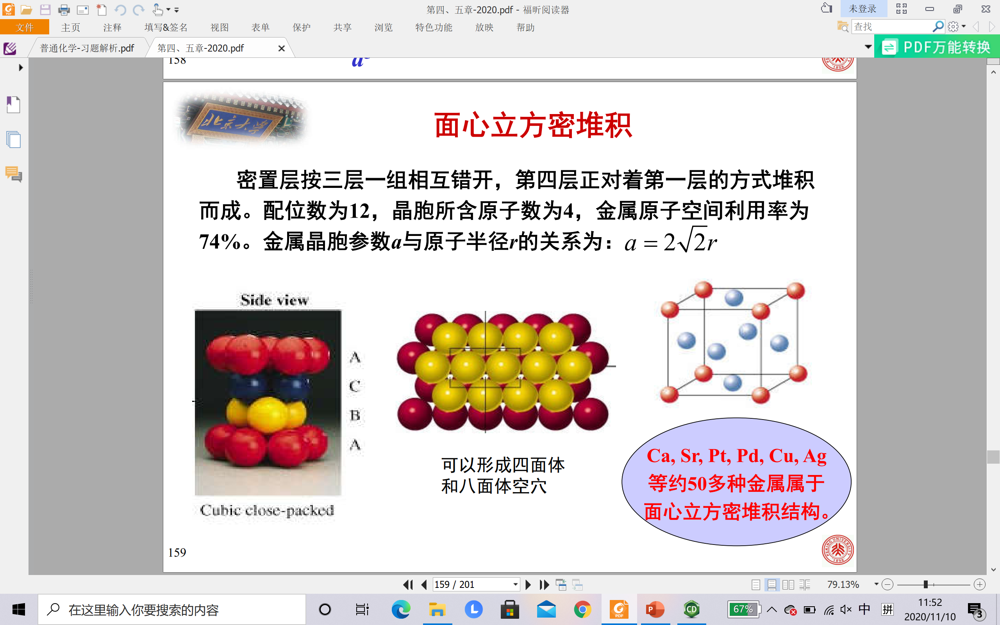 第四、五章-2020.pdf - 福昕阅读器
未登录
文件 主页 注释 填写&签名 视图 表单 保护 共享 浏览 特色功能 放映 帮助
查找
普通化学-习题解析.pdf
第四、五章-2020.pdf
PDF万能转换
158
北京大学
面心立方密堆积
密置层按三层一组相互错开，第四层正对着第一层的方式堆积
而成。配位数为12，晶胞所含原子数为4，金属原子空间利用率为
74%。金属晶胞参数a与原子半径r的关系为：a = 2√2r
Side view
A
C
B
A
Cubic close-packed
可以形成四面体
和八面体空穴
Ca, Sr, Pt, Pd, Cu, Ag
等约50多种金属属于
面心立方密堆积结构。
PEKING UNIVERSITY
1898
159
159 / 201
79.13%
在这里输入你要搜索的内容
67%
中
拼
11:52
2020/11/10
3